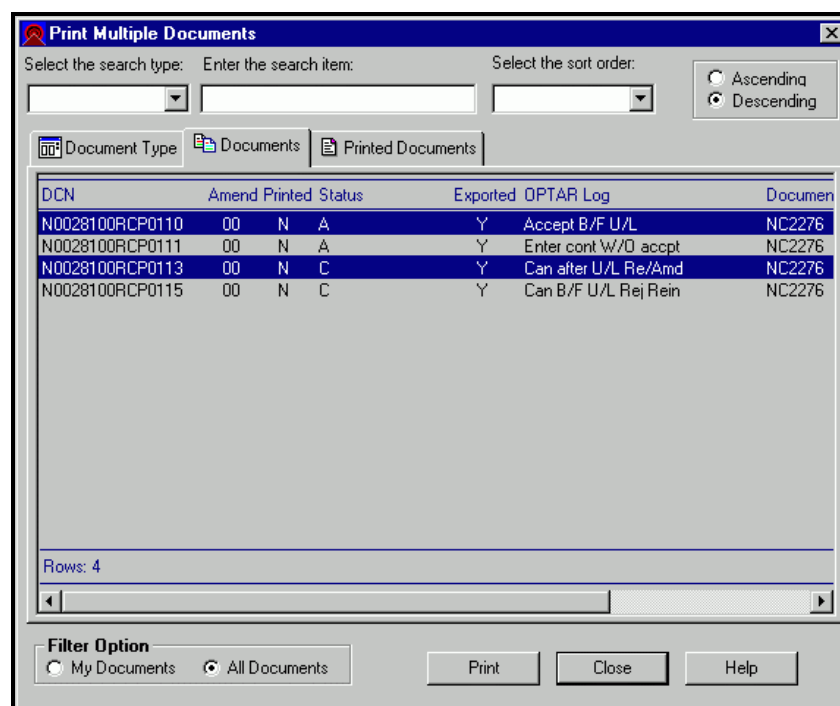 Print Multiple Documents
Select the search type: Enter the search item: Select the sort order:
Ascending
Descending
Document Type Documents Printed Documents
DCN Amend Printed Status Exported OPTAR Log Documen
N0028100RCP0110 00 N A Y Accept B/F U/L NC2276
N0028100RCP0111 00 N A Y Enter cont W/O accpt NC2276
N0028100RCP0113 00 N C Y Can after U/L Re/Amd NC2276
N0028100RCP0115 00 N C Y Can B/F U/L Rej Rein NC2276
Rows: 4
Filter Option
My Documents All Documents Print Close Help